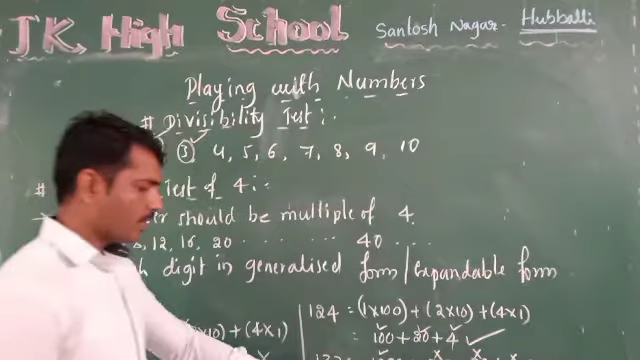 JK High School Santosh Nagar- Hubballi
Playing with Numbers
# Divisibility Test :-
③ 4, 5, 6, 7, 8, 9, 10
# Test of 4 :-
should be multiple of 4.
12, 16, 20 ........ 40 ....
digit in generalised form / expandable form
x10) + (4x1)
124 = (1x100) + (2x10) + (4x1)
= 100 + 20 + 4